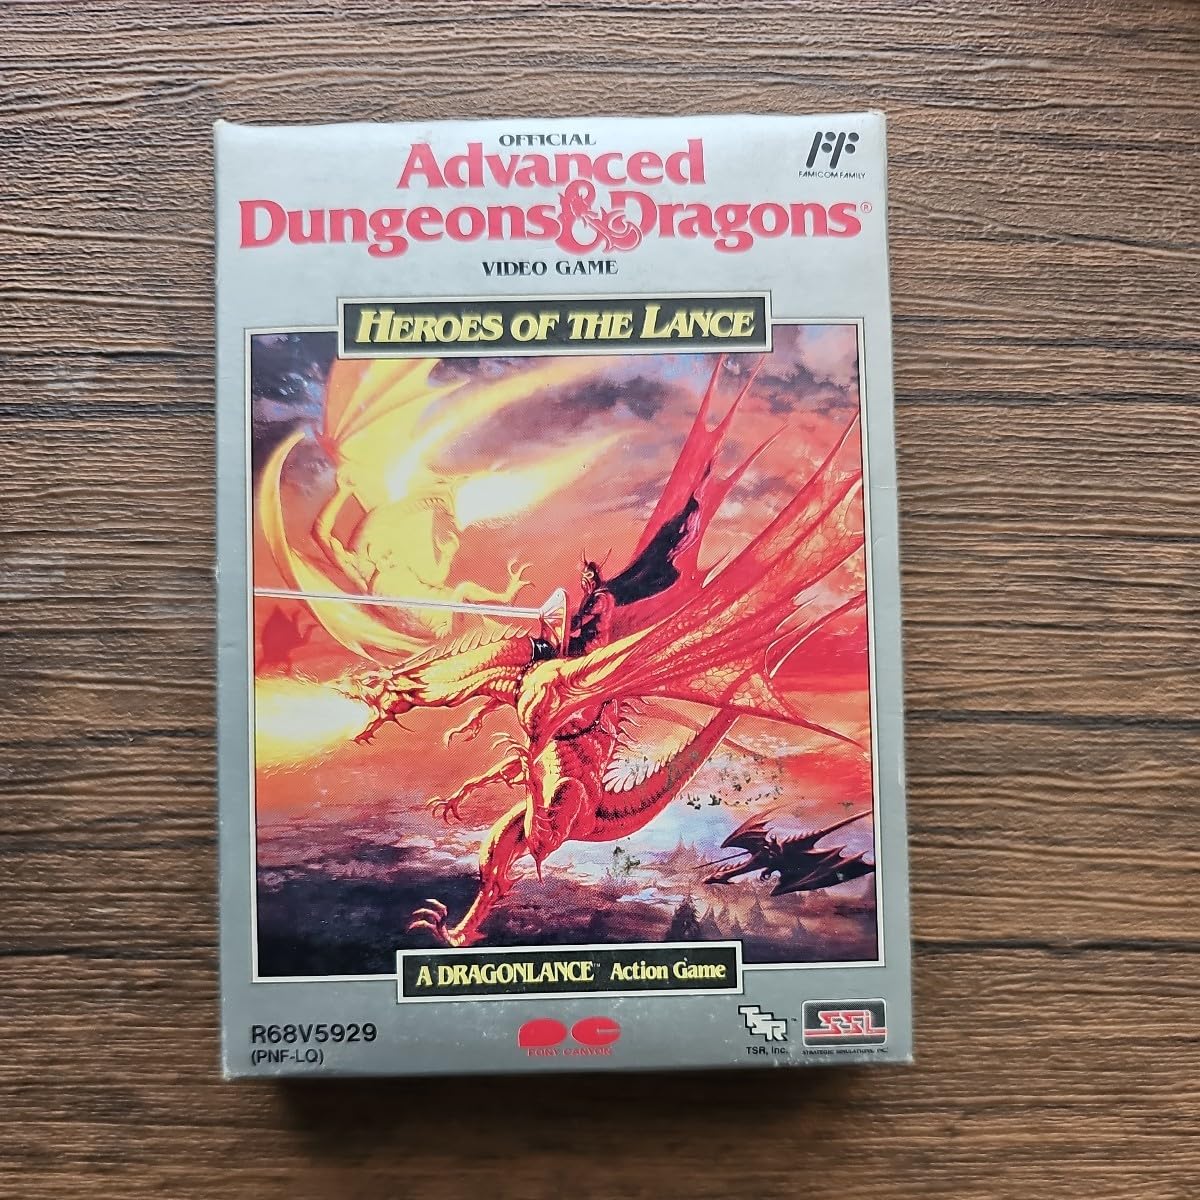 OFFICIAL
Advanced
Dungeons & Dragons®
VIDEO GAME
FAMICOM FAMILY
HEROES OF THE LANCE
A DRAGONLANCE™ Action Game
R68V5929
(PNF-LQ)
PONY CANYON
TSR™
TSR, Inc.
SSI
STRATEGIC SIMULATIONS, INC.